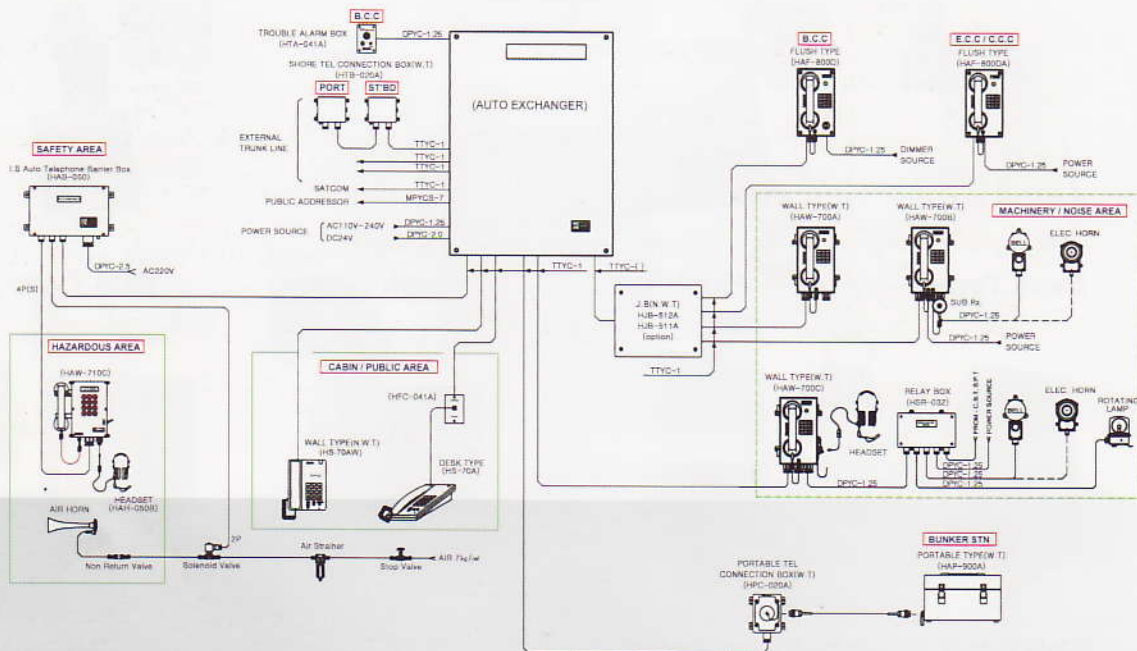 B.C.C
TROUBLE ALARM BOX
(HTA-041A)
DPYC-1.25
SHORE TEL CONNECTION BOX(W.T)
(HTB-020A)
PORT
ST'BD
EXTERNAL
TRUNK LINE
TTYC-1
TTYC-1
TTYC-1
SATCOM
TTYC-1
PUBLIC ADDRESSOR
MPYCS-7
POWER SOURCE
AC110V-240V
DPYC-1.25
DC24V
DPYC-2.0
(AUTO EXCHANGER)
B.C.C
FLUSH TYPE
(HAF-800D)
DPYC-1.25
DIMMER
SOURCE
E.C.C / C.C.C
FLUSH TYPE
(HAF-800DA)
DPYC-1.25
POWER
SOURCE
SAFETY AREA
I.S Auto Telephone Barrier Box
(HAB-050)
DPYC-2.5
AC220V
4P(S)
TTYC-1
TTYC-( )
J.B(N.W.T)
HJB-512A
HJB-511A
(option)
TTYC-1
WALL TYPE(W.T)
(HAW-700A)
WALL TYPE(W.T)
(HAW-700B)
MACHINERY / NOISE AREA
BELL
ELEC HORN
SUB Rx.
DPYC-1.25
DPYC-1.25
POWER
SOURCE
HAZARDOUS AREA
(HAW-710C)
HEADSET
(HAH-050B)
AIR HORN
Non Return Valve
2P
Solenoid Valve
Air Strainer
Stop Valve
AIR 7kg/㎠
CABIN / PUBLIC AREA
(HFC-041A)
WALL TYPE(N.W.T)
(HS-70AW)
DESK TYPE
(HS-70A)
WALL TYPE(W.T)
(HAW-700C)
HEADSET
DPYC-1.25
RELAY BOX
(HSR-032)
POWER SOURCE
BELL
ELEC. HORN
ROTATING
LAMP
DPYC-1.25
DPYC-1.25
DPYC-1.25
BUNKER STN
PORTABLE TYPE(W.T)
(HAP-900A)
PORTABLE TEL
CONNECTION BOX(W.T)
(HPC-020A)